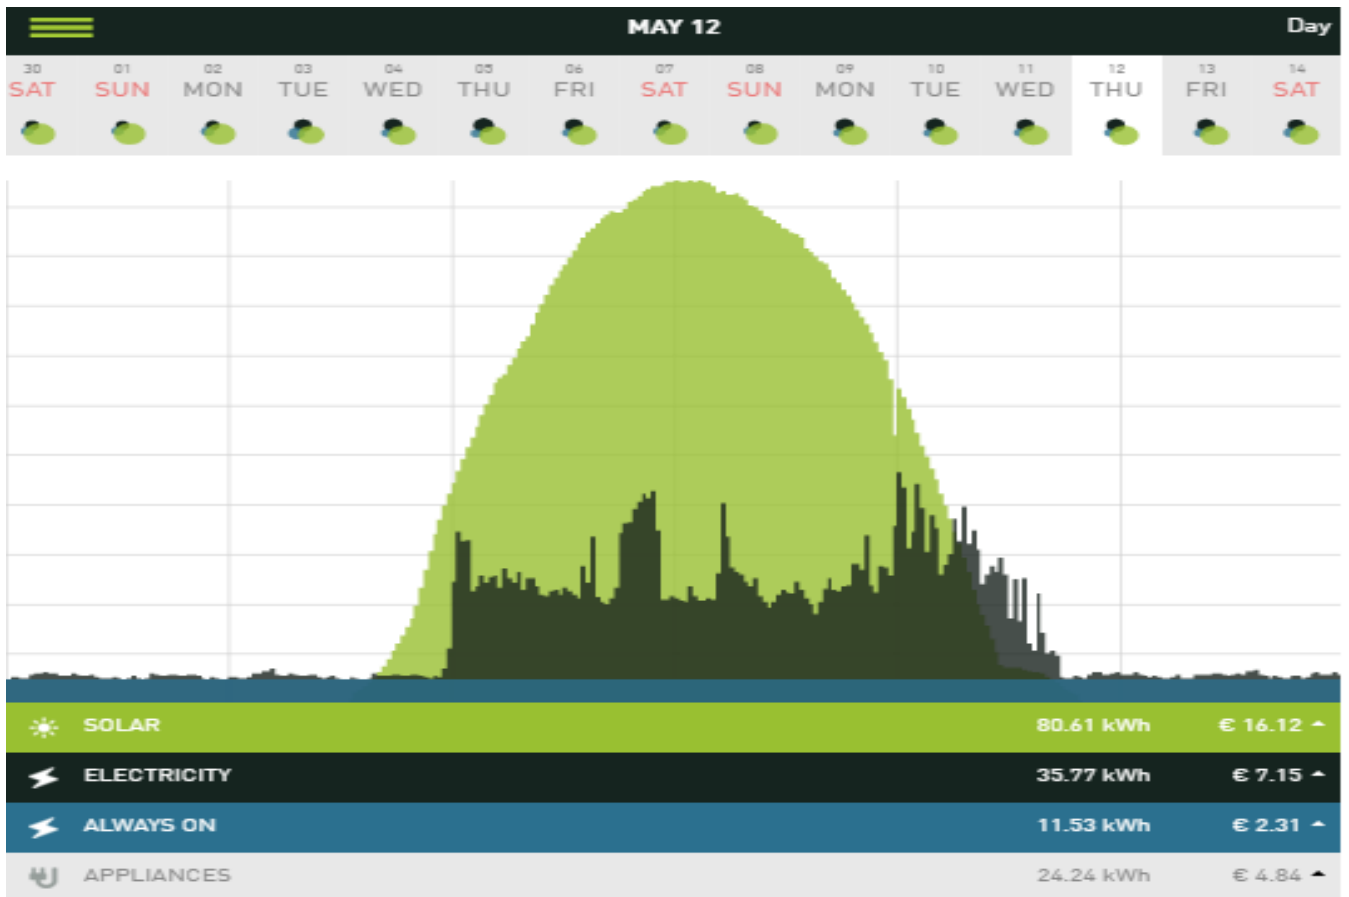 MAY 12 Day
30 01 02 03 04 05 06 07 08 09 10 11 12 13 14
SAT SUN MON TUE WED THU FRI SAT SUN MON TUE WED THU FRI SAT
SOLAR 80.61 kWh € 16.12
ELECTRICITY 35.77 kWh € 7.15
ALWAYS ON 11.53 kWh € 2.31
APPLIANCES 24.24 kWh € 4.84